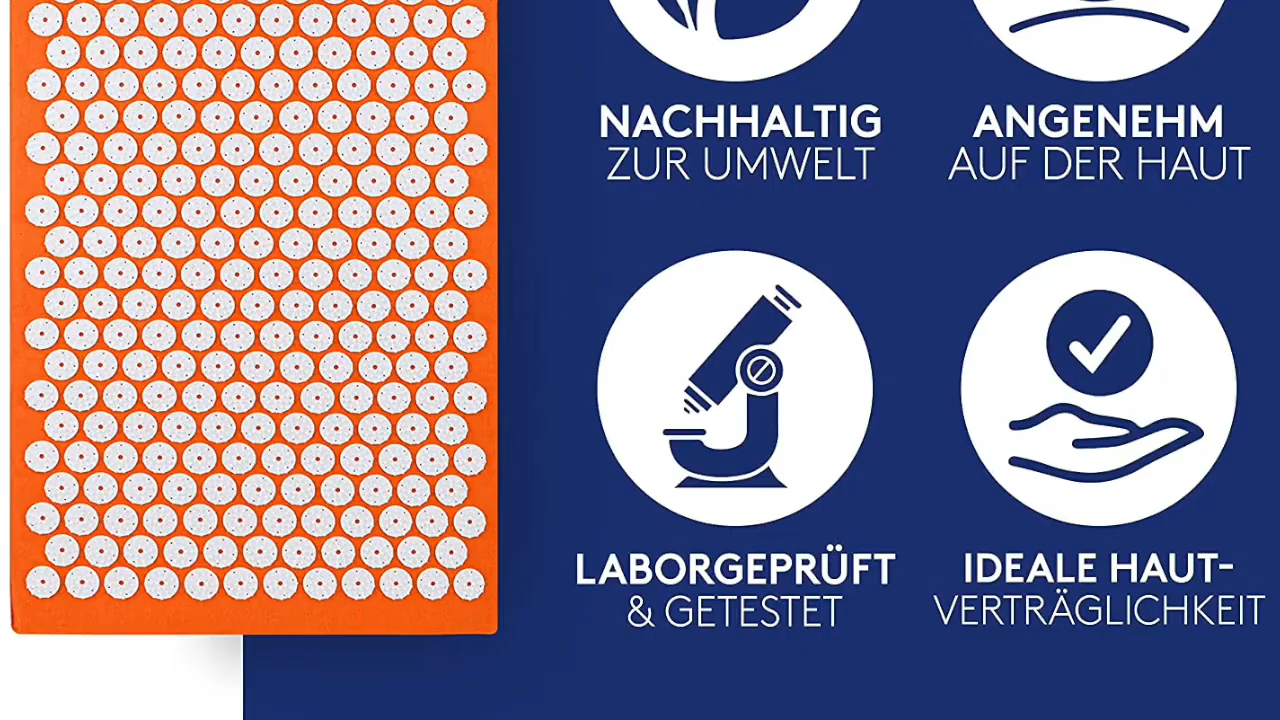 NACHHALTIG
ZUR UMWELT
ANGENEHM
AUF DER HAUT
LABORGEPRÜFT
& GETESTET
IDEALE HAUT-
VERTRÄGLICHKEIT